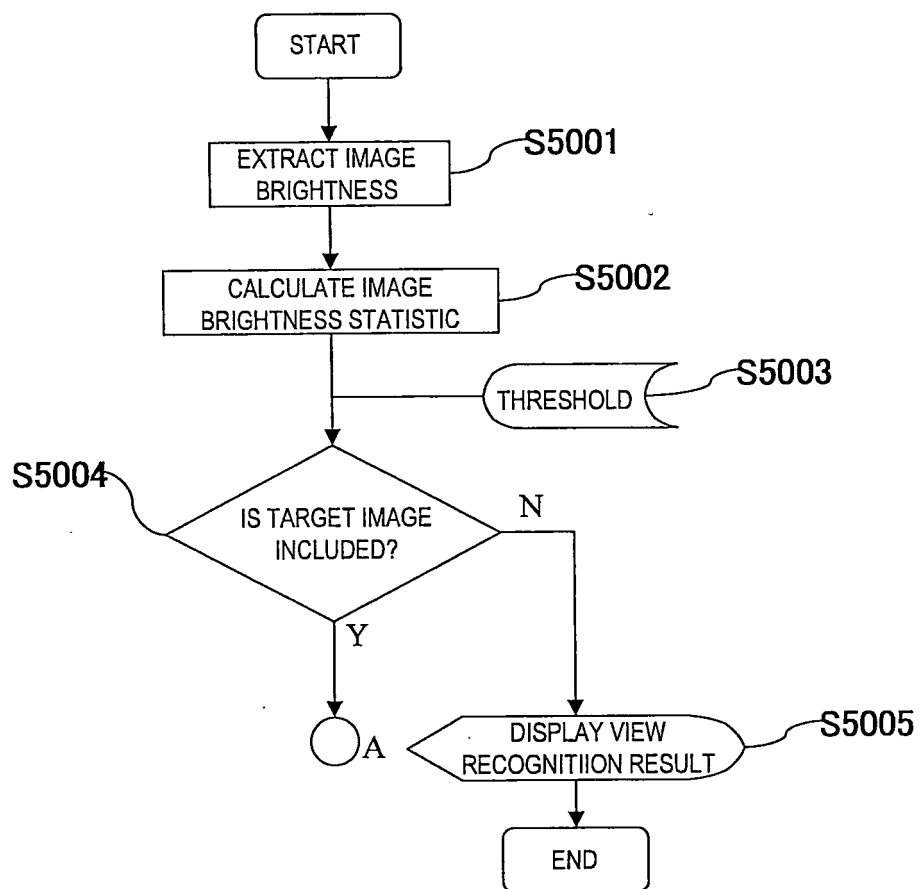 START
EXTRACT IMAGE
BRIGHTNESS
S5001
CALCULATE IMAGE
BRIGHTNESS STATISTIC
S5002
THRESHOLD
S5003
S5004
IS TARGET IMAGE
INCLUDED?
N
Y
A
DISPLAY VIEW
RECOGNITIION RESULT
S5005
END